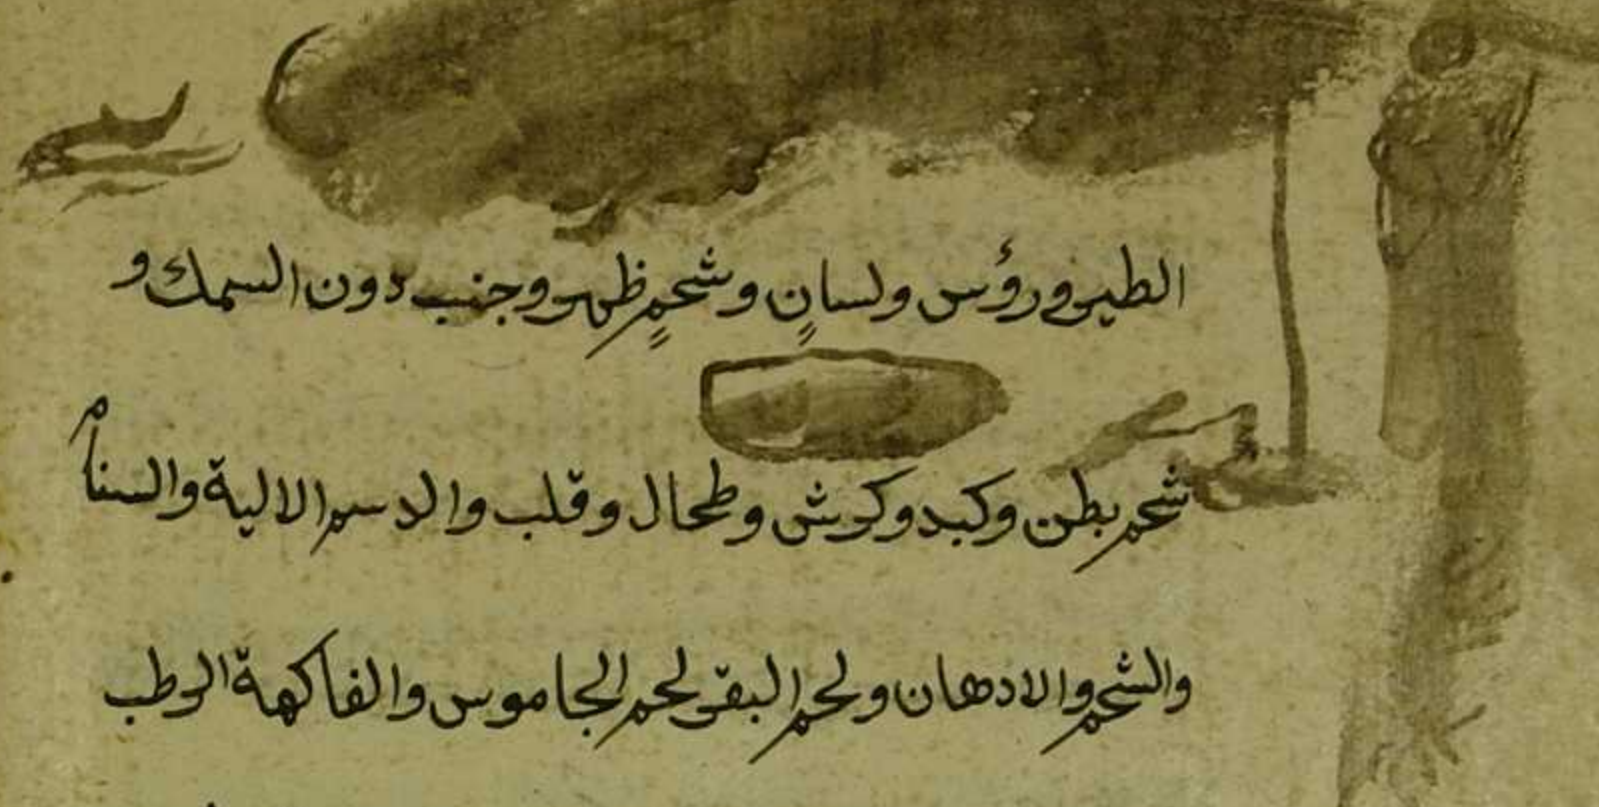 الطير ورؤس ولسانٍ وشحمٍ ظهر وجنب دون السمك و
شحم بطن وكبد وكرش وطحال وقلب والدسم الالية والسنام
والشحم والادهان ولحم البقر لحم الجاموس والفاكهة الرطب